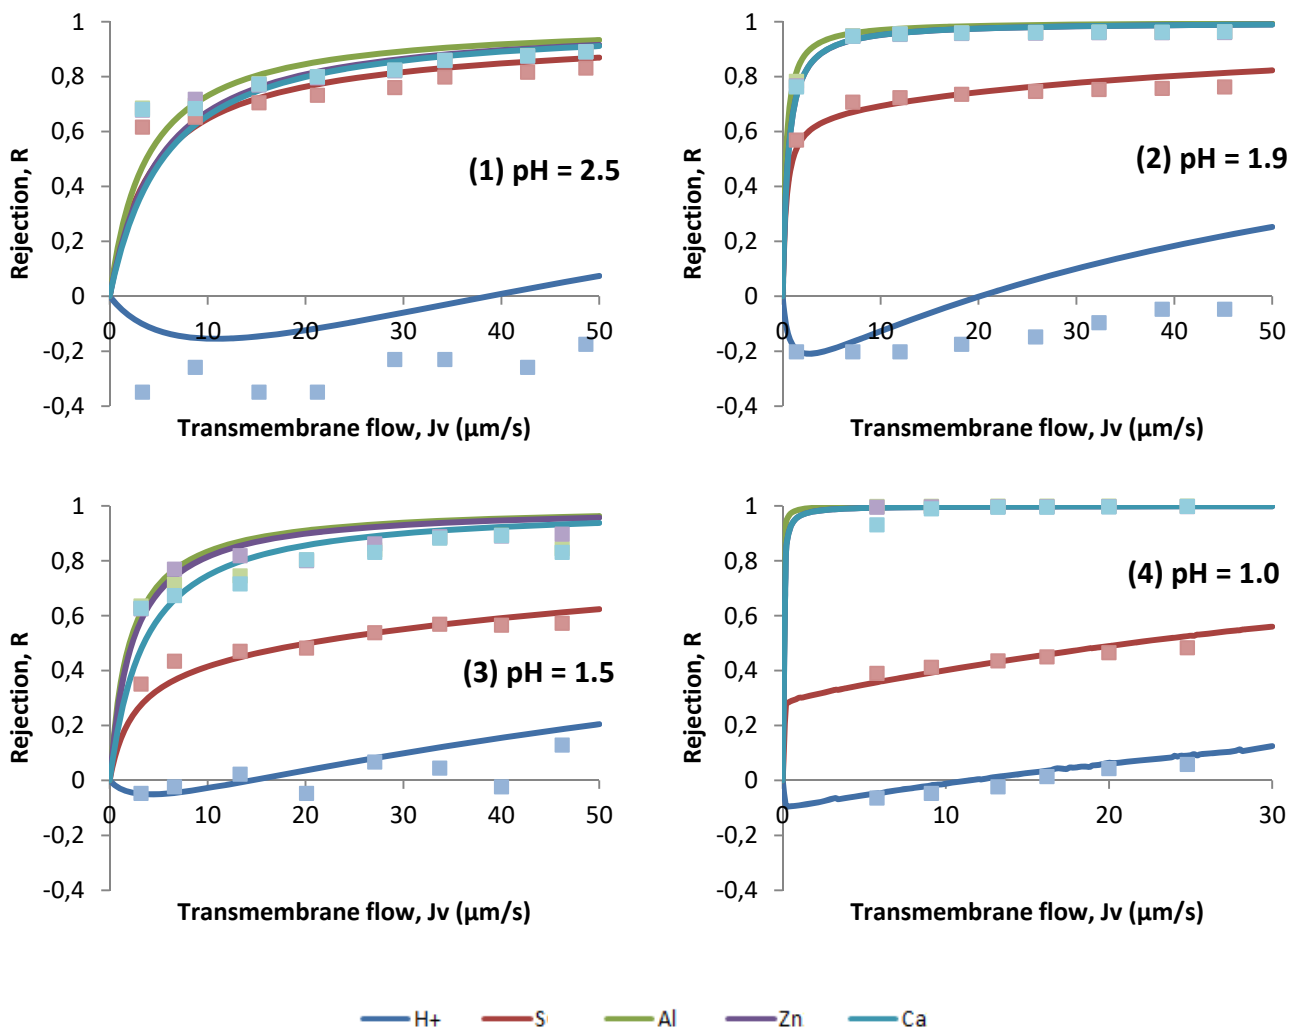 1
0,8
0,6
0,4
0,2
0
-0,2
-0,4
0 10 20 30 40 50
Rejection, R
(1) pH = 2.5
Transmembrane flow, Jv (µm/s)
1
0,8
0,6
0,4
0,2
0
-0,2
-0,4
0 10 20 30 40 50
Rejection, R
(2) pH = 1.9
Transmembrane flow, Jv (µm/s)
1
0,8
0,6
0,4
0,2
0
-0,2
-0,4
0 10 20 30 40 50
Rejection, R
(3) pH = 1.5
Transmembrane flow, Jv (µm/s)
1
0,8
0,6
0,4
0,2
0
-0,2
-0,4
0 10 20 30
Rejection, R
(4) pH = 1.0
Transmembrane flow, Jv (µm/s)
H+ Al Zn Ca